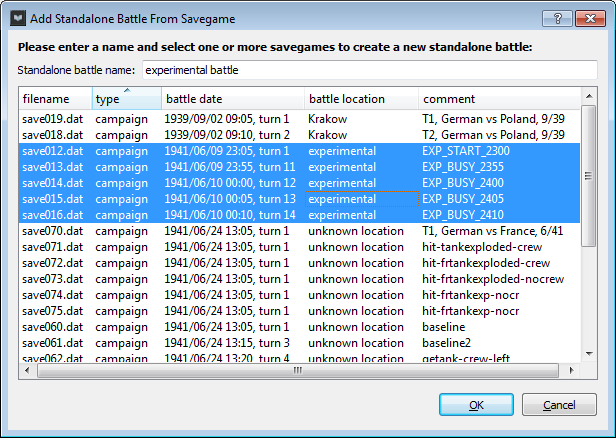 Add Standalone Battle From Savegame
Please enter a name and select one or more savegames to create a new standalone battle:
Standalone battle name: experimental battle
filename type battle date battle location comment
save019.dat campaign 1939/09/02 09:05, turn 1 Krakow T1, German vs Poland, 9/39
save018.dat campaign 1939/09/02 09:10, turn 2 Krakow T2, German vs Poland, 9/39
save012.dat campaign 1941/06/09 23:05, turn 1 experimental EXP_START_2300
save013.dat campaign 1941/06/09 23:55, turn 11 experimental EXP_BUSY_2355
save014.dat campaign 1941/06/10 00:00, turn 12 experimental EXP_BUSY_2400
save015.dat campaign 1941/06/10 00:05, turn 13 experimental EXP_BUSY_2405
save016.dat campaign 1941/06/10 00:10, turn 14 experimental EXP_BUSY_2410
save070.dat campaign 1941/06/24 13:05, turn 1 unknown location T1, German vs France, 6/41
save071.dat campaign 1941/06/24 13:05, turn 1 unknown location hit-tankexploded-crew
save072.dat campaign 1941/06/24 13:05, turn 1 unknown location hit-frtankexploded-crew
save073.dat campaign 1941/06/24 13:05, turn 1 unknown location hit-frtankexploded-nocrew
save074.dat campaign 1941/06/24 13:05, turn 1 unknown location hit-frtankexp-nocr
save075.dat campaign 1941/06/24 13:05, turn 1 unknown location hit-frtankexp-nocr
save060.dat campaign 1941/06/24 13:05, turn 1 unknown location baseline
save061.dat campaign 1941/06/24 13:15, turn 3 unknown location baseline2
save062.dat campaign 1941/06/24 13:20, turn 4 unknown location getank-crew-left
OK Cancel